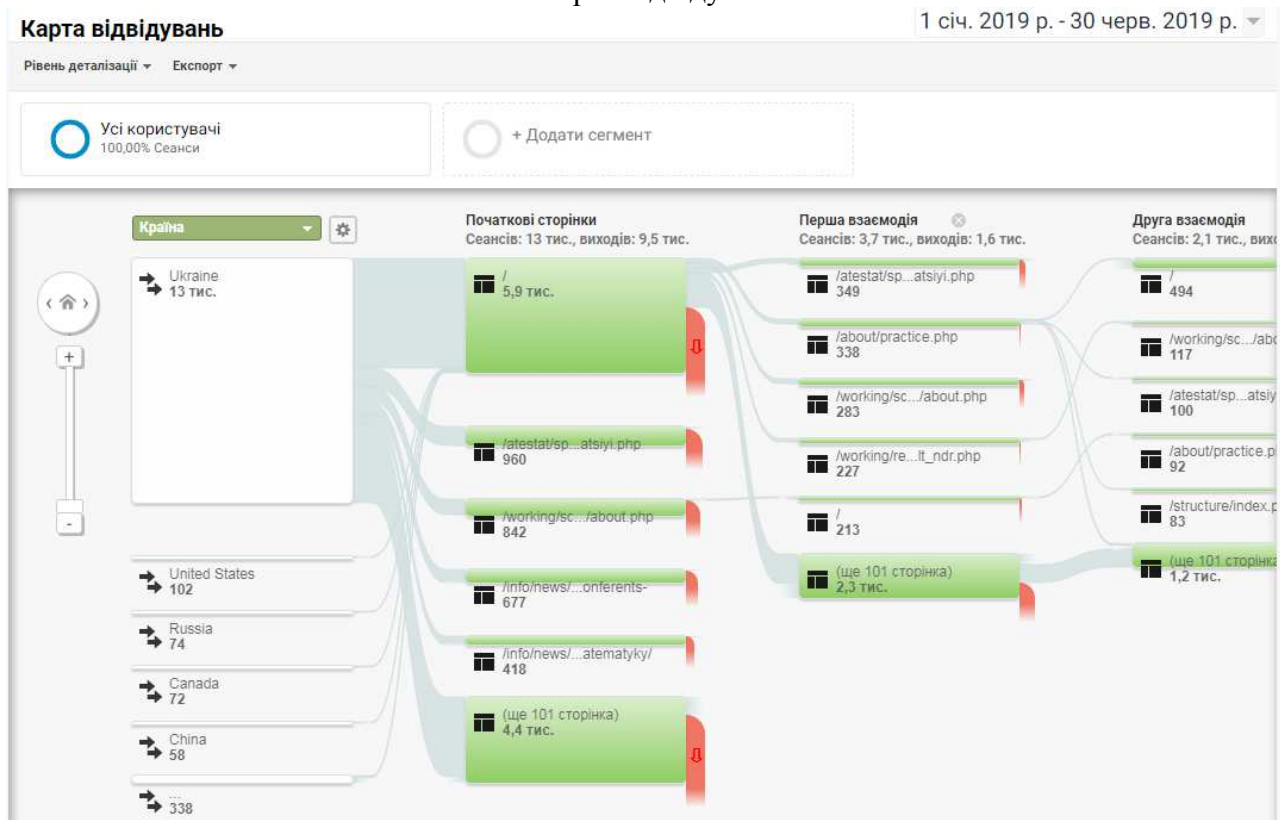 Карта відвідувань
1 січ. 2019 р. - 30 черв. 2019 р.
Рівень деталізації Експорт
Усі користувачі
100,00% Сеанси
+ Додати сегмент
Країна
Ukraine
13 тис.
United States
102
Russia
74
Canada
72
China
58
...
338
Початкові сторінки
Сеансів: 13 тис., виходів: 9,5 тис.
/
5,9 тис.
/atestat/sp...atsiyi.php
960
/working/sc.../about.php
842
/info/news/...onferents-
677
/info/news/...atematyky/
418
(ще 101 сторінка)
4,4 тис.
Перша взаємодія
Сеансів: 3,7 тис., виходів: 1,6 тис.
/atestat/sp...atsiyi.php
349
/about/practice.php
338
/working/sc.../about.php
283
/working/re...lt_ndr.php
227
/
213
(ще 101 сторінка)
2,3 тис.
Друга взаємодія
Сеансів: 2,1 тис., вих
/
494
/working/sc.../abo
117
/atestat/sp...atsiy
100
/about/practice.p
92
/structure/index.p
83
(ще 101 сторінка
1,2 тис.